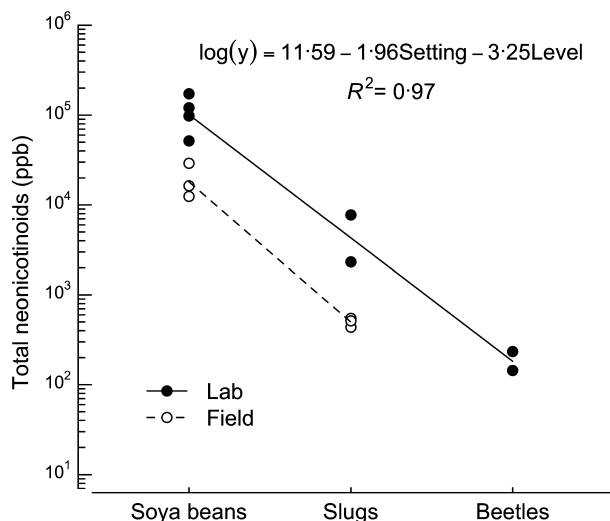 log(y) = 11·59 – 1·96Setting – 3·25Level
R² = 0·97
Total neonicotinoids (ppb)
10⁶
10⁵
10⁴
10³
10²
10¹
Lab
Field
Soya beans Slugs Beetles